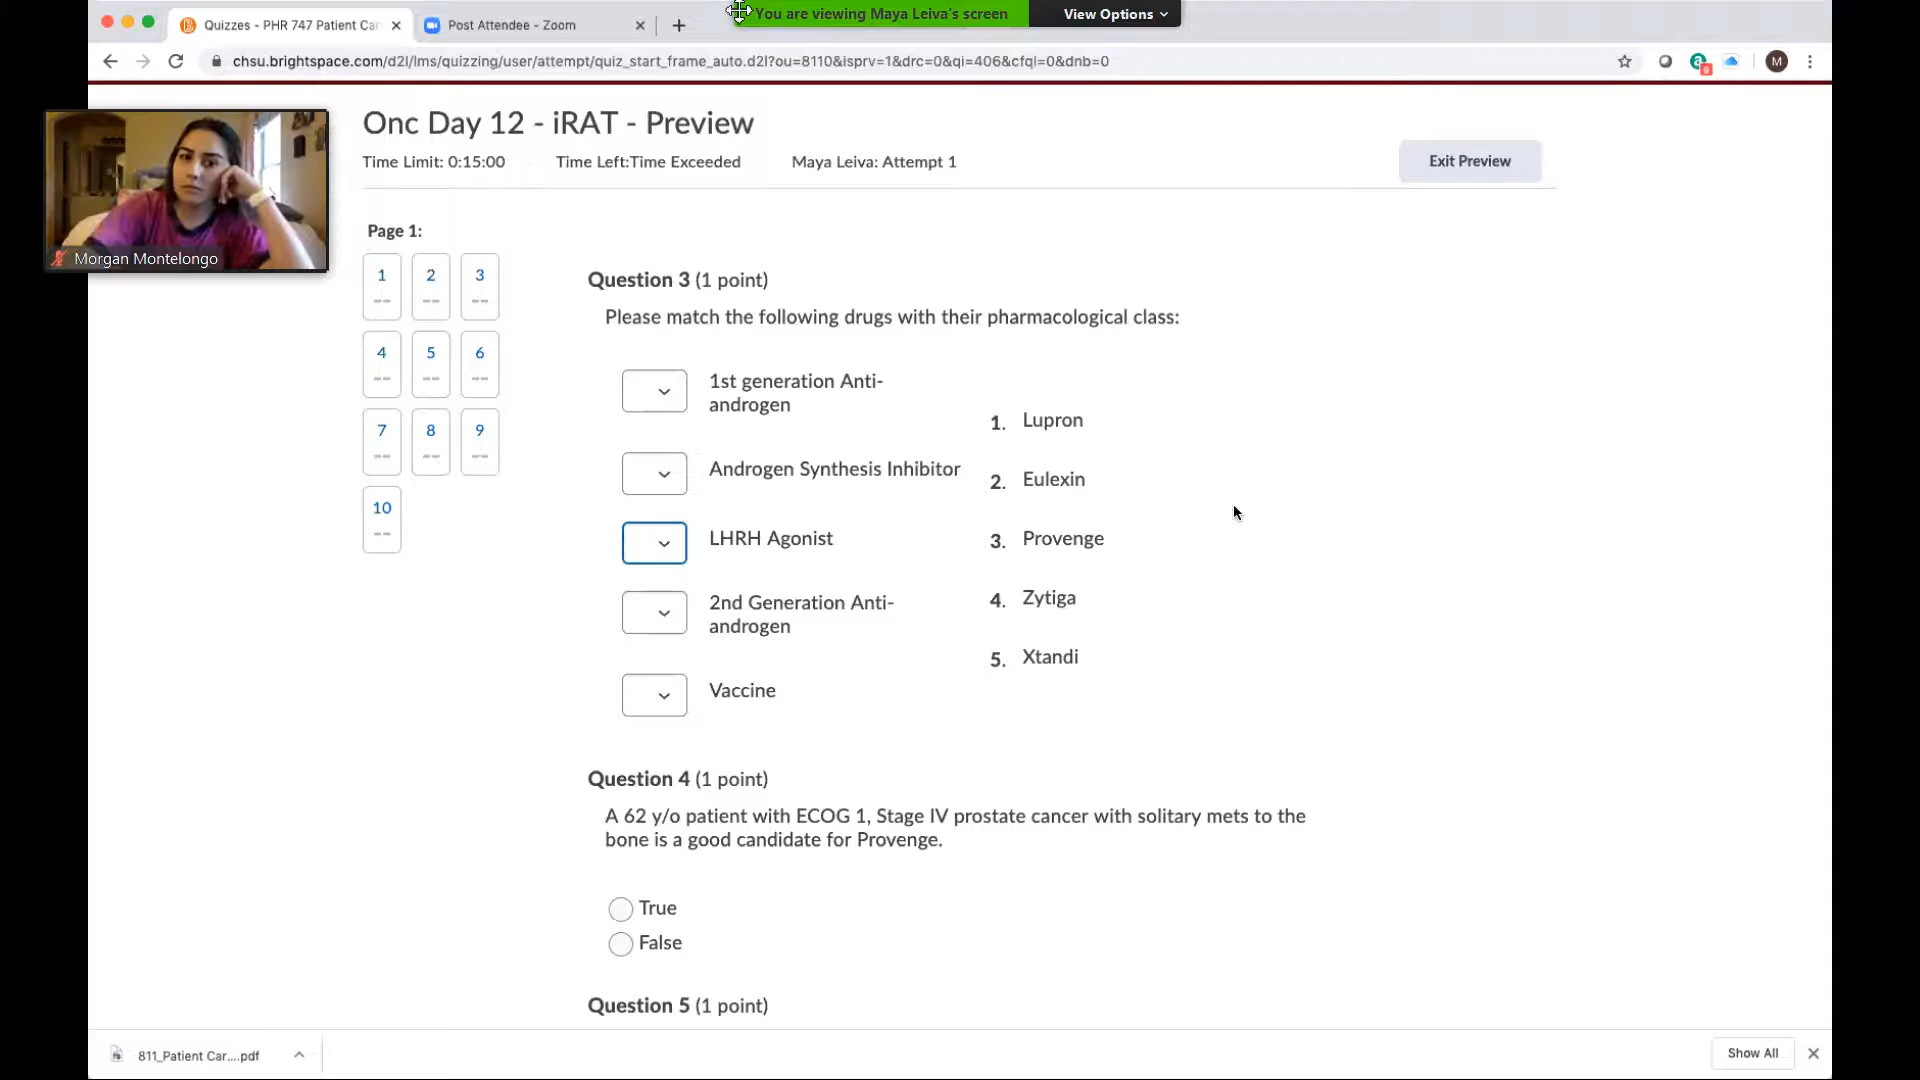 Quizzes - PHR 747 Patient Car
Post Attendee - Zoom
You are viewing Maya Leiva's screen
View Options
chsu.brightspace.com/d2l/lms/quizzing/user/attempt/quiz_start_frame_auto.d2l?ou=8110&isprv=1&drc=0&qi=406&cfql=0&dnb=0
9
M
Onc Day 12 - iRAT - Preview
Time Limit: 0:15:00 Time Left:Time Exceeded Maya Leiva: Attempt 1
Exit Preview
Morgan Montelongo
Page 1:
1 2 3
-- -- --
4 5 6
-- -- --
7 8 9
-- -- --
10
--
Question 3 (1 point)
Please match the following drugs with their pharmacological class:
1st generation Anti-
androgen
Androgen Synthesis Inhibitor
LHRH Agonist
2nd Generation Anti-
androgen
Vaccine
1. Lupron
2. Eulexin
3. Provenge
4. Zytiga
5. Xtandi
Question 4 (1 point)
A 62 y/o patient with ECOG 1, Stage IV prostate cancer with solitary mets to the
bone is a good candidate for Provenge.
True
False
Question 5 (1 point)
811_Patient Car....pdf
Show All